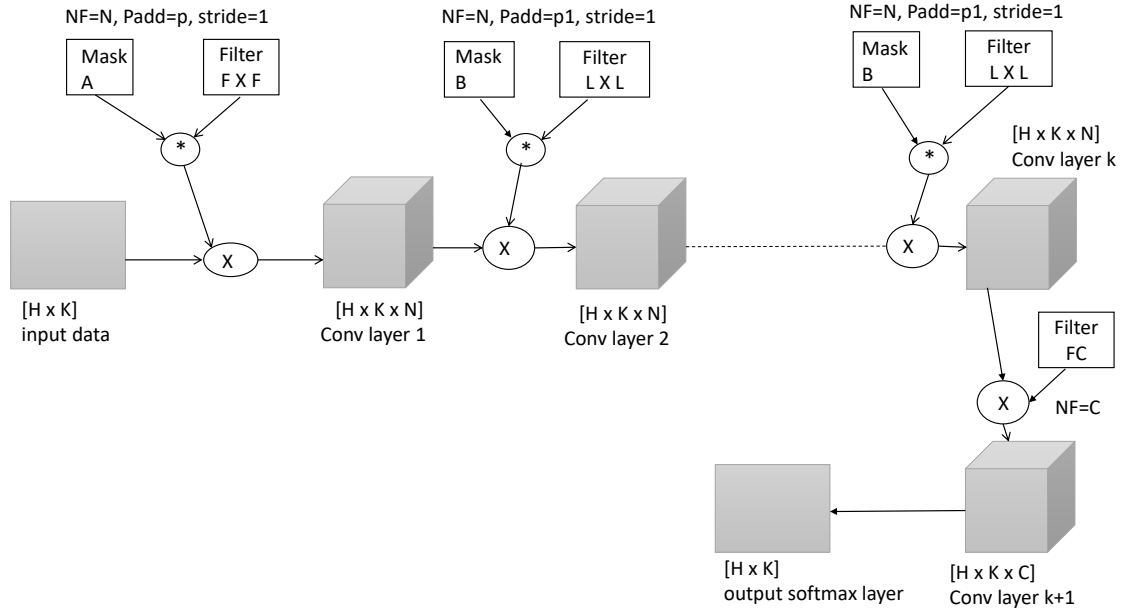 NF=N, Padd=p, stride=1
NF=N, Padd=p1, stride=1
NF=N, Padd=p1, stride=1
Mask
A
Filter
F X F
Mask
B
Filter
L X L
Mask
B
Filter
L X L
*
*
*
[H x K x N]
Conv layer k
X
X
X
[H x K]
input data
[H x K x N]
Conv layer 1
[H x K x N]
Conv layer 2
Filter
FC
X
NF=C
[H x K]
output softmax layer
[H x K x C]
Conv layer k+1